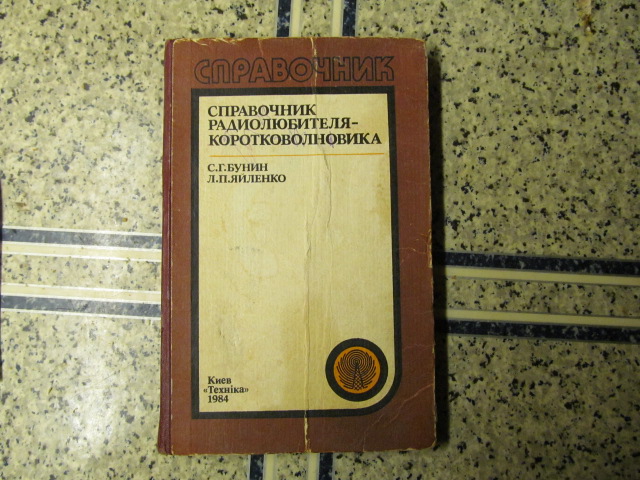 СПРАВОЧНИК
СПРАВОЧНИК
РАДИОЛЮБИТЕЛЯ-
КОРОТКОВОЛНОВИКА
С.Г.БУНИН
Л.П.ЯЙЛЕНКО
Киев
«Техніка»
1984